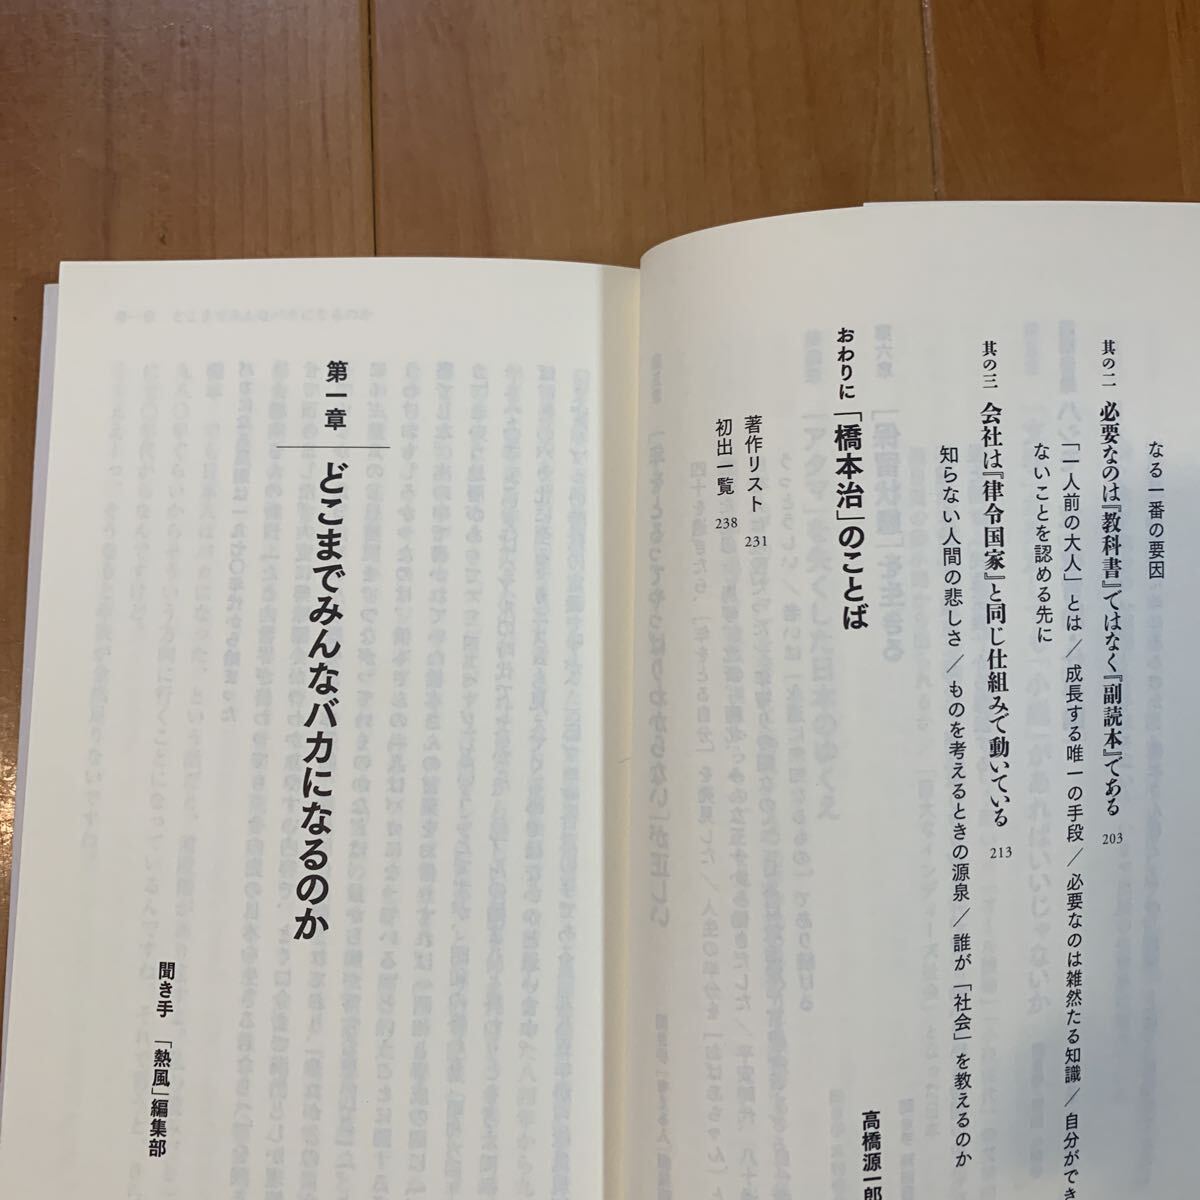 なる一番の要因
其の二 必要なのは『教科書』ではなく『副読本』である 203
「一人前の大人」とは／成長する唯一の手段／必要なのは雑然たる知識／自分ができ
ないことを認める先に
其の三 会社は『律令国家』と同じ仕組みで動いている 213
知らない人間の悲しさ／ものを考えるときの源泉／誰が「社会」を教えるのか
おわりに 「橋本治」のことば
高橋源一郎
著作リスト 231
初出一覧 238
第一章 どこまでみんなバカになるのか
聞き手 「熱風」編集部